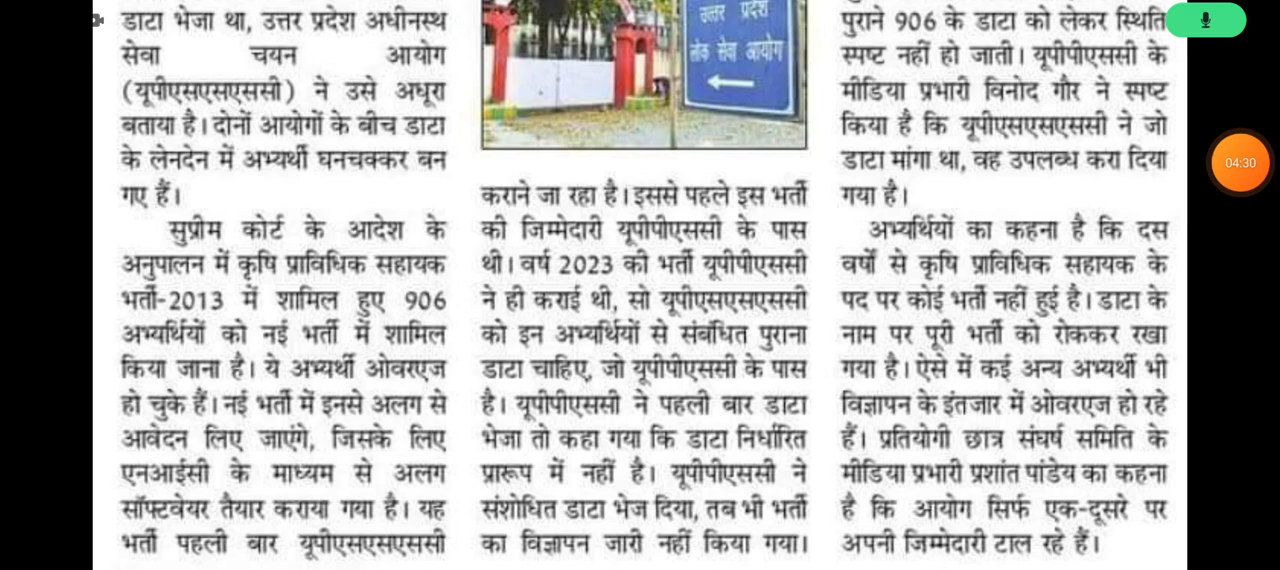 डाटा भेजा था, उत्तर प्रदेश अधीनस्थ
सेवा चयन आयोग
(यूपीएसएसएससी) ने उसे अधूरा
बताया है। दोनों आयोगों के बीच डाटा
के लेनदेन में अभ्यर्थी घनचक्कर बन
गए हैं।
सुप्रीम कोर्ट के आदेश के
अनुपालन में कृषि प्राविधिक सहायक
भर्ती-2013 में शामिल हुए 906
अभ्यर्थियों को नई भर्ती में शामिल
किया जाना है। ये अभ्यर्थी ओवरएज
हो चुके हैं। नई भर्ती में इनसे अलग से
आवेदन लिए जाएंगे, जिसके लिए
एनआईसी के माध्यम से अलग
सॉफ्टवेयर तैयार कराया गया है। यह
भर्ती पहली बार यूपीएसएसएससी
उत्तर प्रदेश
लोक सेवा आयोग
कराने जा रहा है। इससे पहले इस भर्ती
की जिम्मेदारी यूपीपीएससी के पास
थी। वर्ष 2023 की भर्ती यूपीपीएससी
ने ही कराई थी, सो यूपीएसएसएससी
को इन अभ्यर्थियों से संबंधित पुराना
डाटा चाहिए, जो यूपीपीएससी के पास
है। यूपीपीएससी ने पहली बार डाटा
भेजा तो कहा गया कि डाटा निर्धारित
प्रारूप में नहीं है। यूपीपीएससी ने
संशोधित डाटा भेज दिया, तब भी भर्ती
का विज्ञापन जारी नहीं किया गया।
पुराने 906 के डाटा को लेकर स्थिति
स्पष्ट नहीं हो जाती। यूपीपीएससी के
मीडिया प्रभारी विनोद गौर ने स्पष्ट
किया है कि यूपीएसएसएससी ने जो
डाटा मांगा था, वह उपलब्ध करा दिया
गया है।
अभ्यर्थियों का कहना है कि दस
वर्षों से कृषि प्राविधिक सहायक के
पद पर कोई भर्ती नहीं हुई है। डाटा के
नाम पर पूरी भर्ती को रोककर रखा
गया है। ऐसे में कई अन्य अभ्यर्थी भी
विज्ञापन के इंतजार में ओवरएज हो रहे
हैं। प्रतियोगी छात्र संघर्ष समिति के
मीडिया प्रभारी प्रशांत पांडेय का कहना
है कि आयोग सिर्फ एक-दूसरे पर
अपनी जिम्मेदारी टाल रहे हैं।
04:30